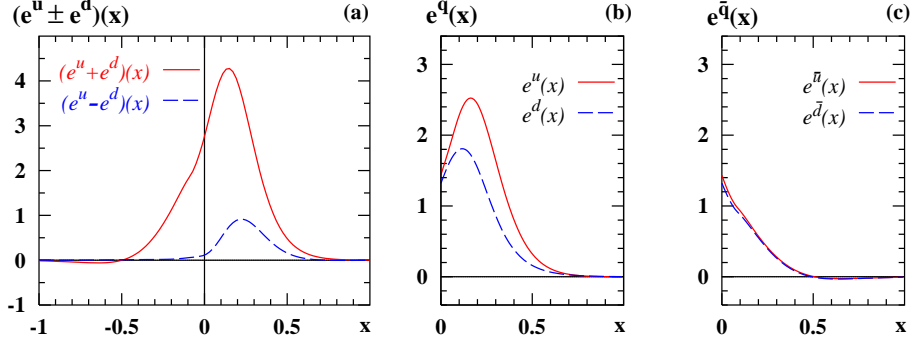 (e^u ± e^d)(x)
(a)
(e^u+e^d)(x)
(e^u-e^d)(x)
4
3
2
1
0
-1
-1
-0.5
0
0.5
x
e^q(x)
(b)
e^u(x)
e^d(x)
3
2
1
0
0
0.5
x
e^q̄(x)
(c)
e^ū(x)
e^d̄(x)
3
2
1
0
0
0.5
x